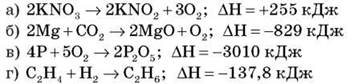 а) 2KNO₃ → 2KNO₂ + 3O₂; ΔH = +255 кДж
б) 2Mg + CO₂ → 2MgO + O₂; ΔH = −829 кДж
в) 4P + 5O₂ → 2P₂O₅; ΔH = −3010 кДж
г) C₂H₄ + H₂ → C₂H₆; ΔH = −137,8 кДж